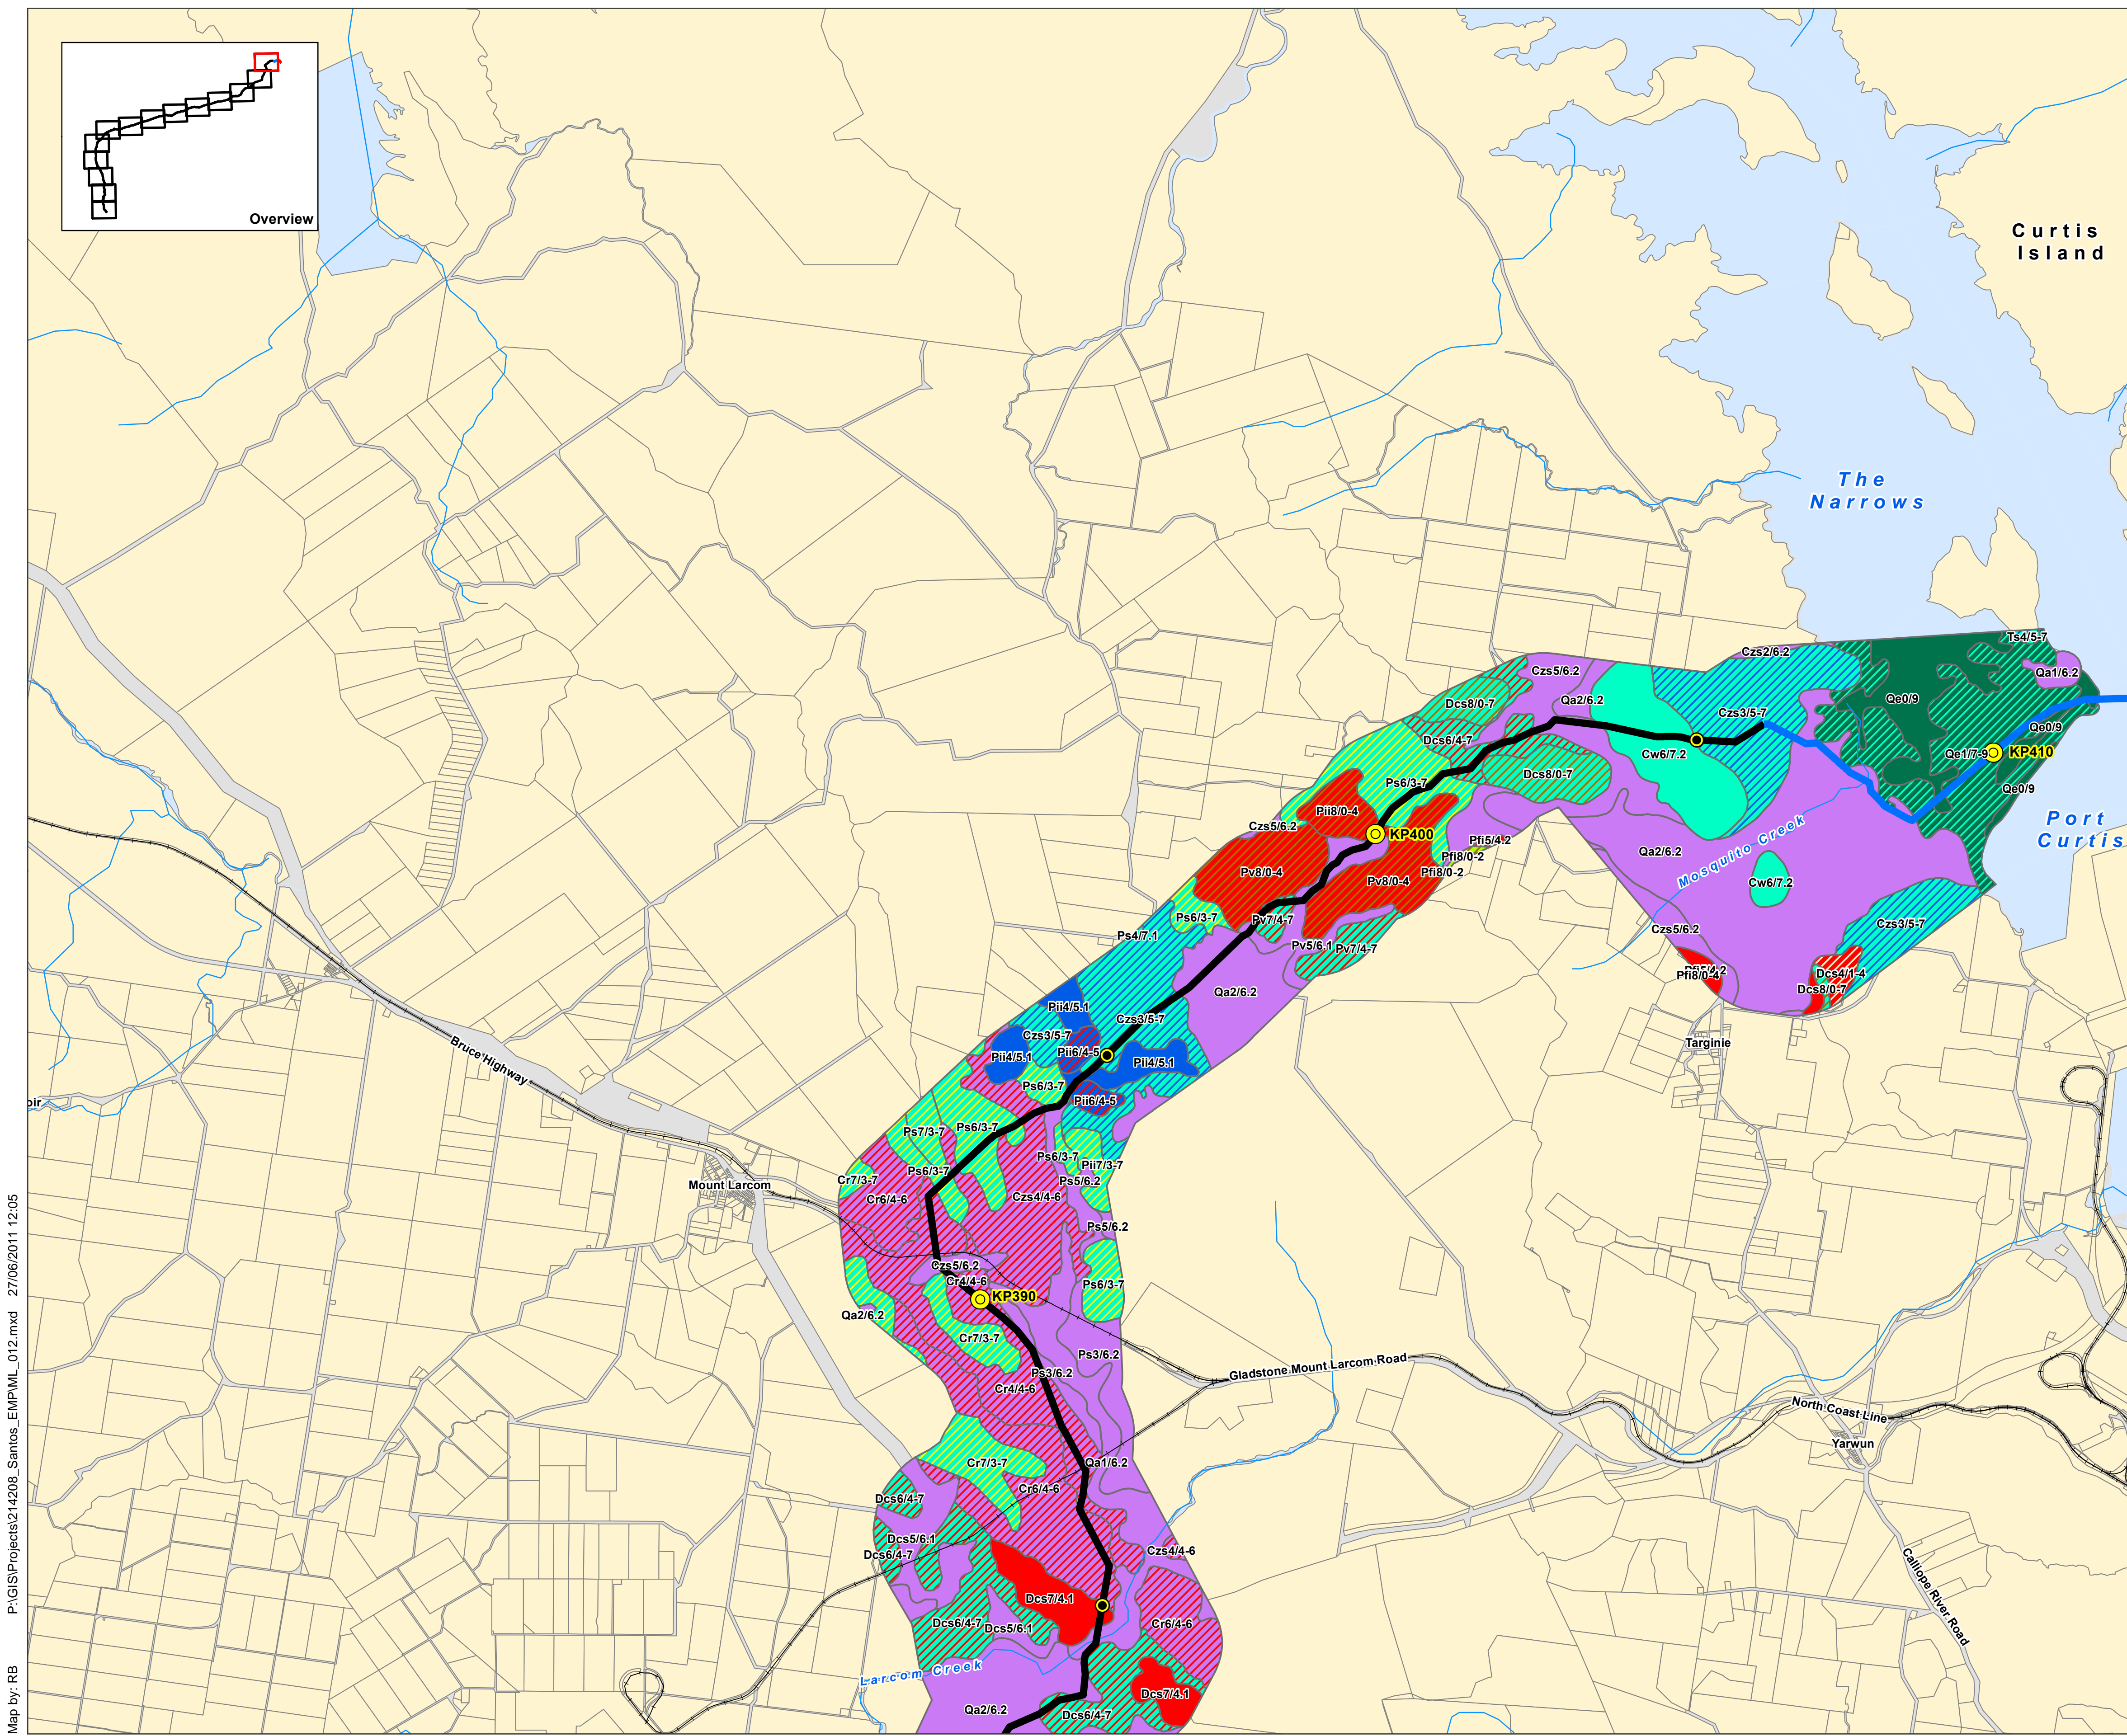 Overview
Curtis
Island
The
Narrows
Ts4/5-7
Czs2/6.2
Czs5/6.2
Qa1/6.2
Qa2/6.2
Qe0/9
Dcs8/0-7
Czs3/5-7
Qe0/9
Dcs6/4-7
Cw6/7.2
Qe1/7-9
KP410
Dcs8/0-7
Ps6/3-7
Qe0/9
Pii8/0-4
Port
Curtis
Czs5/6.2
KP400
Pfi5/4.2
Qa2/6.2
Mosquito Creek
Pfi8/0-2
Pv8/0-4
Pfi8/0-2
Pv8/0-4
Cw6/7.2
Ps6/3-7
Pv7/4-7
Czs3/5-7
Czs5/6.2
Ps4/7.1
Pv5/6.1
Pv7/4-7
Pfi5/4.2
Pfi8/0-4
Dcs4/1-4
Dcs8/0-7
Qa2/6.2
Pii4/5.1
Czs3/5-7
Czs3/5-7
Targinie
Pii4/5.1
Pii6/4-5
Pii4/5.1
Bruce Highway
Ps6/3-7
oir
Pii6/4-5
Ps7/3-7
Ps6/3-7
Ps6/3-7
Pii7/3-7
Ps6/3-7
Cr7/3-7
Ps5/6.2
Mount Larcom
Cr6/4-6
Czs4/4-6
Ps5/6.2
Czs5/6.2
Cr4/4-6
Ps6/3-7
KP390
Qa2/6.2
Cr7/3-7
Ps3/6.2
Ps3/6.2
Gladstone Mount Larcom Road
Cr4/4-6
North Coast Line
Yarwun
Cr7/3-7
Qa1/6.2
Cr6/4-6
Dcs6/4-7
Dcs5/6.1
Dcs6/4-7
Czs4/4-6
Calliope River Road
Dcs7/4.1
Dcs6/4-7
Dcs5/6.1
Cr6/4-6
Larcom Creek
Dcs7/4.1
Qa2/6.2
Dcs6/4-7
Map by: RB P:\GIS\Projects\214208_Santos_EMP\ML_012.mxd 27/06/2011 12:05